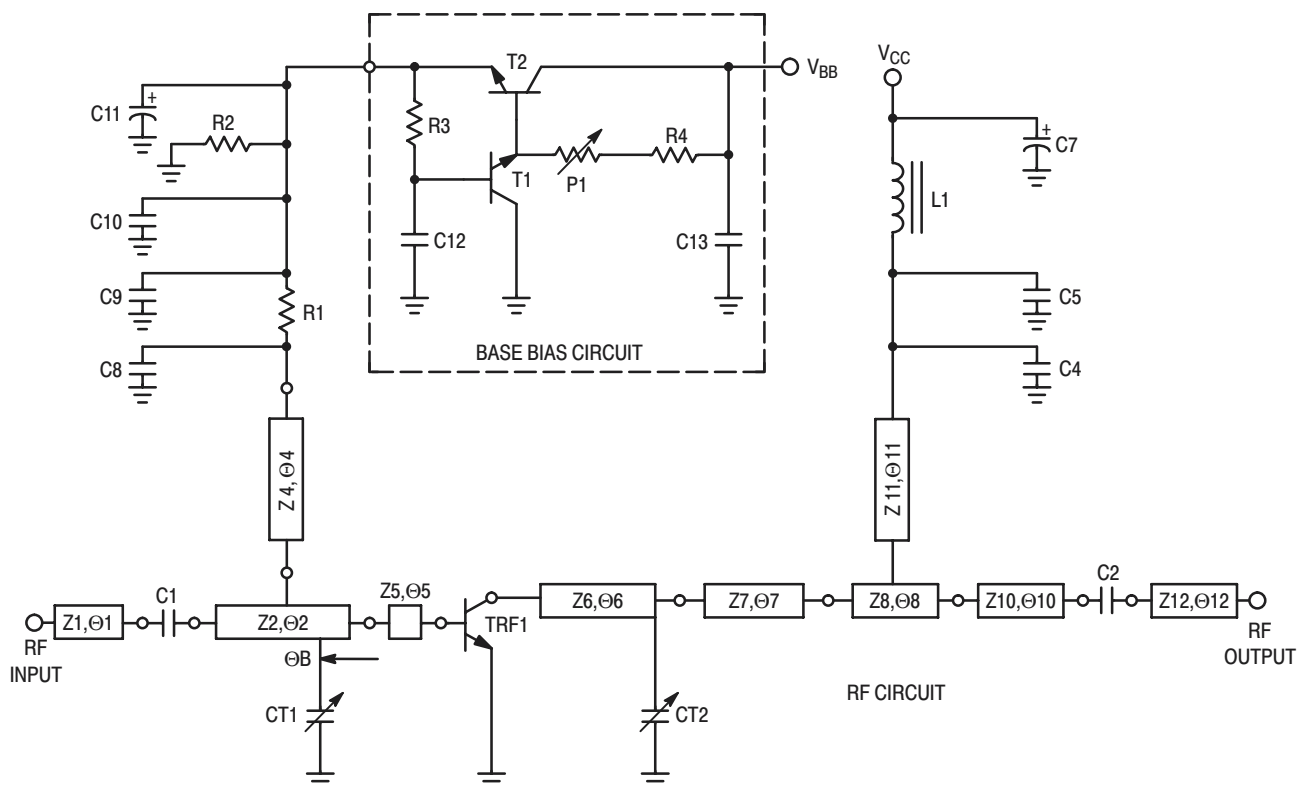 T2
VBB
VCC
C11
+
R2
R3
R4
+
C7
T1
P1
L1
C10
C12
C13
C9
R1
C5
BASE BIAS CIRCUIT
C8
C4
Z 4, Θ4
Z 11, Θ11
C1
Z5, Θ5
C2
Z1, Θ1
Z2, Θ2
TRF1
Z6, Θ6
Z7, Θ7
Z8, Θ8
Z10, Θ10
Z12, Θ12
RF
INPUT
ΘB
RF
OUTPUT
RF CIRCUIT
CT1
CT2